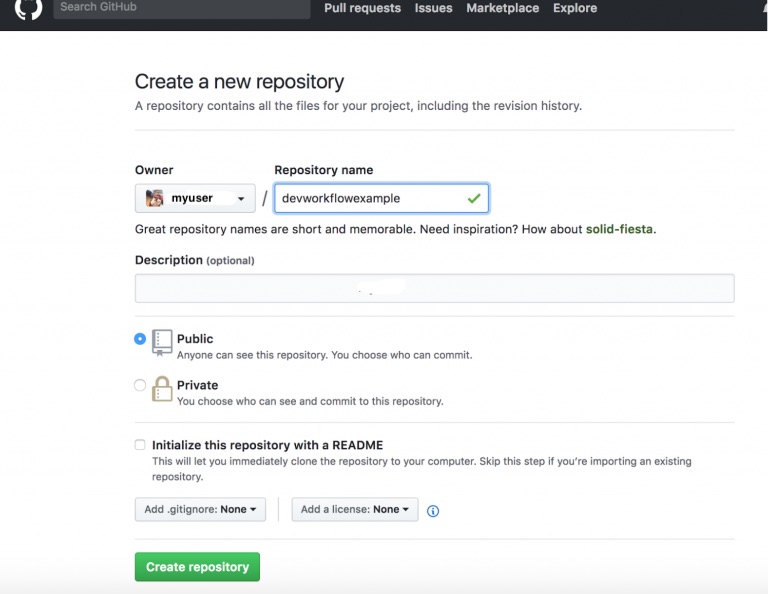 Search GitHub Pull requests Issues Marketplace Explore
Create a new repository
A repository contains all the files for your project, including the revision history.
Owner Repository name
myuser / devworkflowexample
Great repository names are short and memorable. Need inspiration? How about solid-fiesta.
Description (optional)
Public
Anyone can see this repository. You choose who can commit.
Private
You choose who can see and commit to this repository.
Initialize this repository with a README
This will let you immediately clone the repository to your computer. Skip this step if you’re importing an existing
repository.
Add .gitignore: None Add a license: None
Create repository